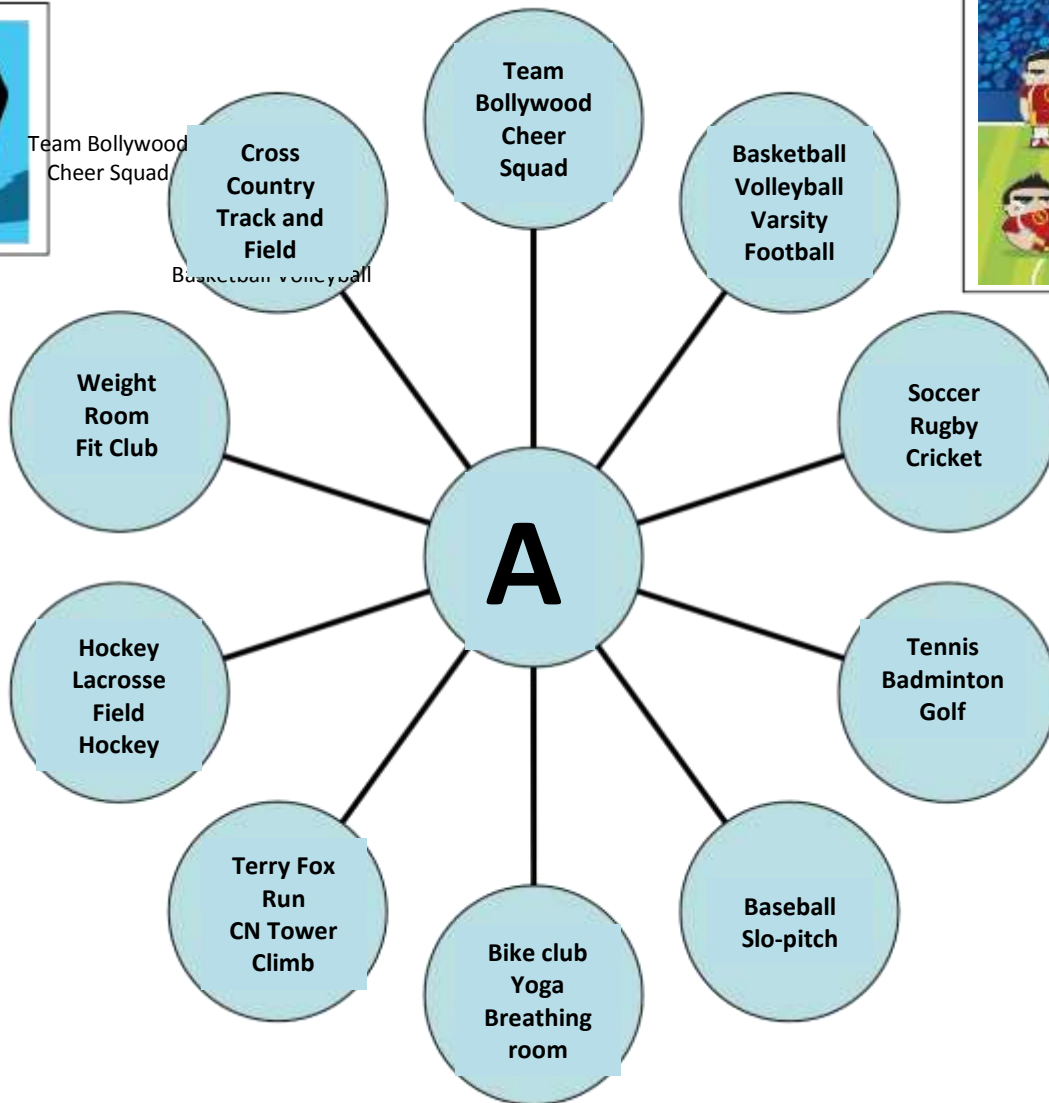 Team
Bollywood
Cheer
Squad
Team Bollywood
Cheer Squad
Cross
Country
Track and
Field
Basketball Volleyball
Basketball
Volleyball
Varsity
Football
Weight
Room
Fit Club
Soccer
Rugby
Cricket
A
Hockey
Lacrosse
Field
Hockey
Tennis
Badminton
Golf
Terry Fox
Run
CN Tower
Climb
Baseball
Slo-pitch
Bike club
Yoga
Breathing
room